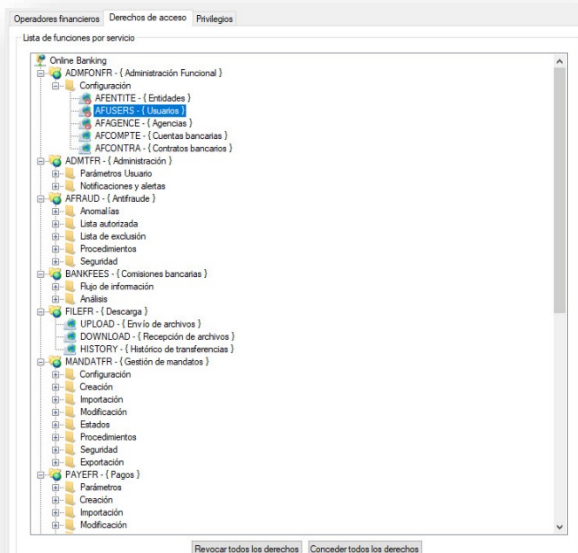 Operadores financieros Derechos de acceso Privilegios
Lista de funciones por servicio
Online Banking
ADMFONFR - { Administración Funcional }
Configuración
AFENTITE - { Entidades }
AFUSERS - { Usuarios }
AFAGENCE - { Agencias }
AFCOMPTE - { Cuentas bancarias }
AFCONTRA - { Contratos bancarios }
ADMTFR - { Administración }
Parámetros Usuario
Notificaciones y alertas
AFRAUD - { Antifraude }
Anomalías
Lista autorizada
Lista de exclusión
Procedimientos
Seguridad
BANKFEES - { Comisiones bancarias }
Flujo de información
Análisis
FILEFR - { Descarga }
UPLOAD - { Envío de archivos }
DOWNLOAD - { Recepción de archivos }
HISTORY - { Histórico de transferencias }
MANDATFR - { Gestión de mandatos }
Configuración
Creación
Importación
Modificación
Estados
Procedimientos
Seguridad
Exportación
PAYEFR - { Pagos }
Parámetros
Creación
Importación
Modificación
Revocar todos los derechos Conceder todos los derechos